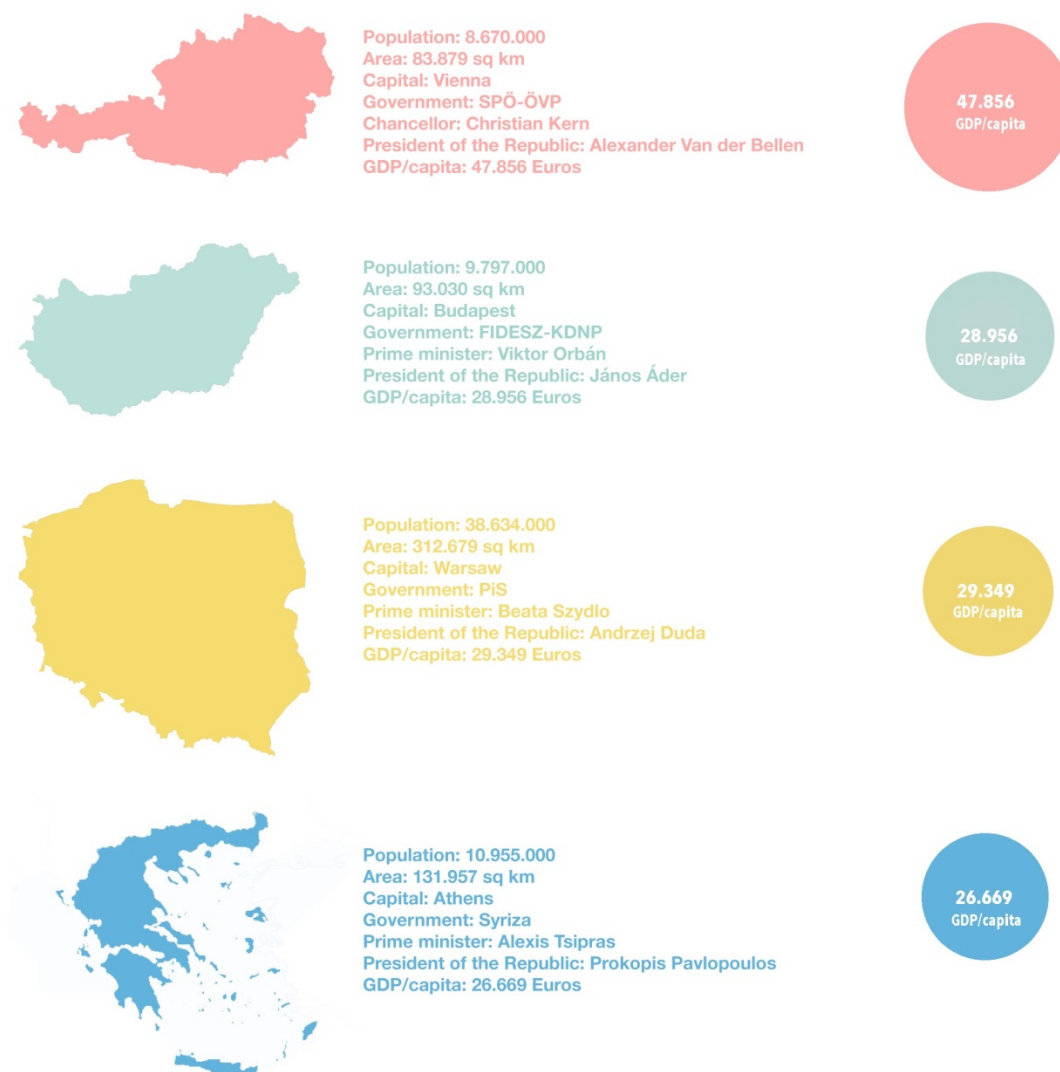 Population: 8.670.000
Area: 83.879 sq km
Capital: Vienna
Government: SPÖ-ÖVP
Chancellor: Christian Kern
President of the Republic: Alexander Van der Bellen
GDP/capita: 47.856 Euros
47.856
GDP/capita
Population: 9.797.000
Area: 93.030 sq km
Capital: Budapest
Government: FIDESZ-KDNP
Prime minister: Viktor Orbán
President of the Republic: János Áder
GDP/capita: 28.956 Euros
28.956
GDP/capita
Population: 38.634.000
Area: 312.679 sq km
Capital: Warsaw
Government: PiS
Prime minister: Beata Szydlo
President of the Republic: Andrzej Duda
GDP/capita: 29.349 Euros
29.349
GDP/capita
Population: 10.955.000
Area: 131.957 sq km
Capital: Athens
Government: Syriza
Prime minister: Alexis Tsipras
President of the Republic: Prokopis Pavlopoulos
GDP/capita: 26.669 Euros
26.669
GDP/capita